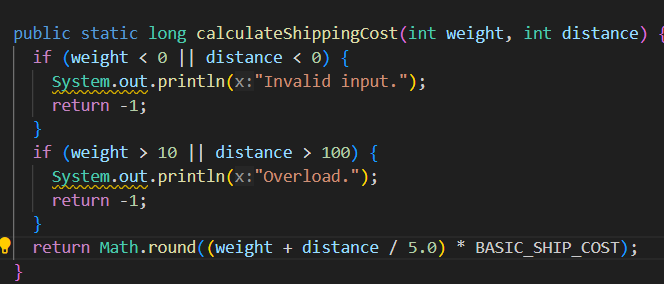 public static long calculateShippingCost(int weight, int distance) {
if (weight < 0 || distance < 0) {
System.out.println(x:"Invalid input.");
return -1;
}
if (weight > 10 || distance > 100) {
System.out.println(x:"Overload.");
return -1;
}
return Math.round((weight + distance / 5.0) * BASIC_SHIP_COST);
}